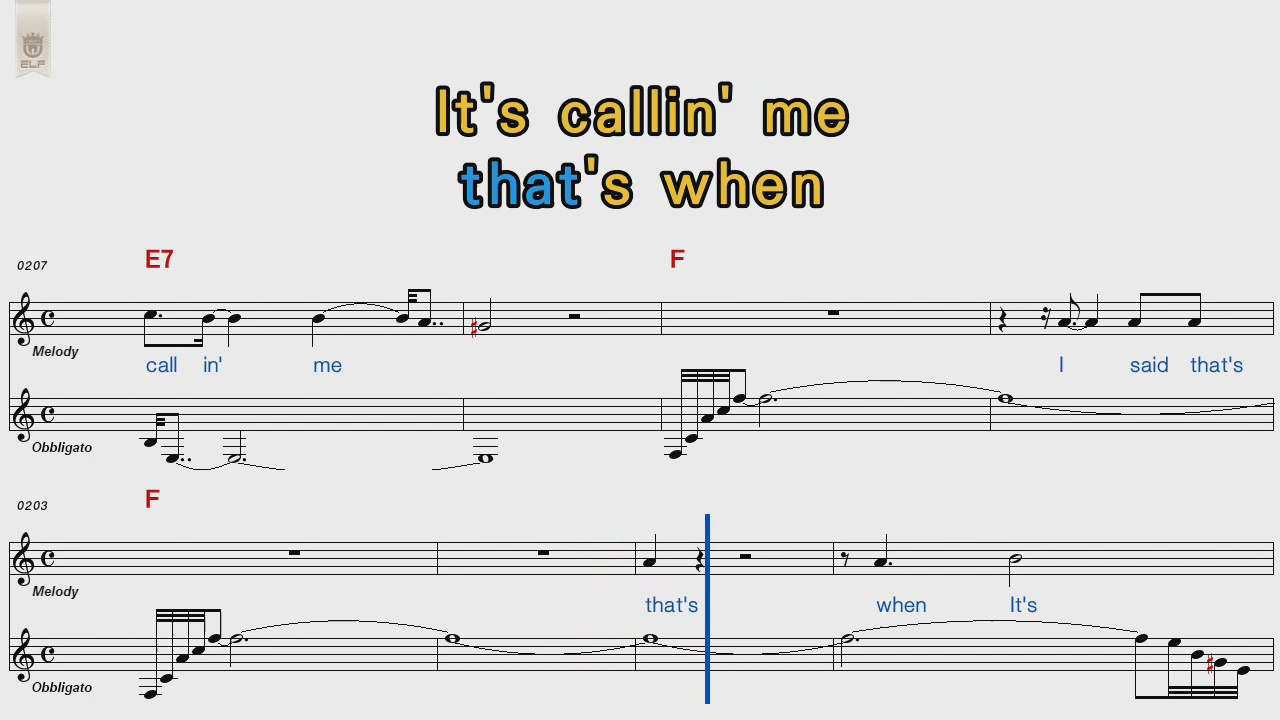 ELF
It's callin' me
that's when
0207
E7
F
Melody
call in' me I said that's
Obbligato
0203
F
Melody
that's when It's
Obbligato